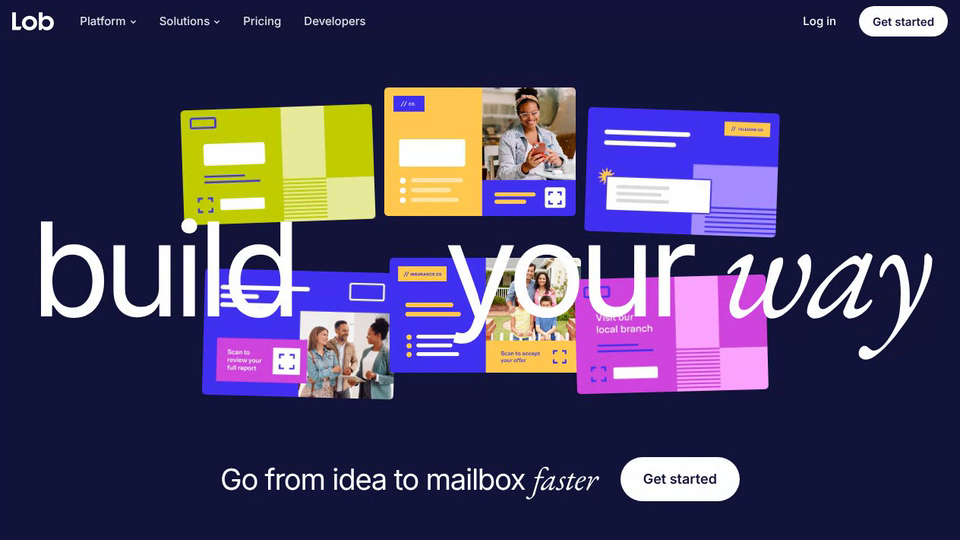 Lob
Platform
Solutions
Pricing
Developers
Log in
Get started
// co.
// TELECOM CO
build your way
// INSURANCE CO
Visit our
local branch
Scan to
review your
full report
Scan to accept
your offer
Go from idea to mailbox faster
Get started